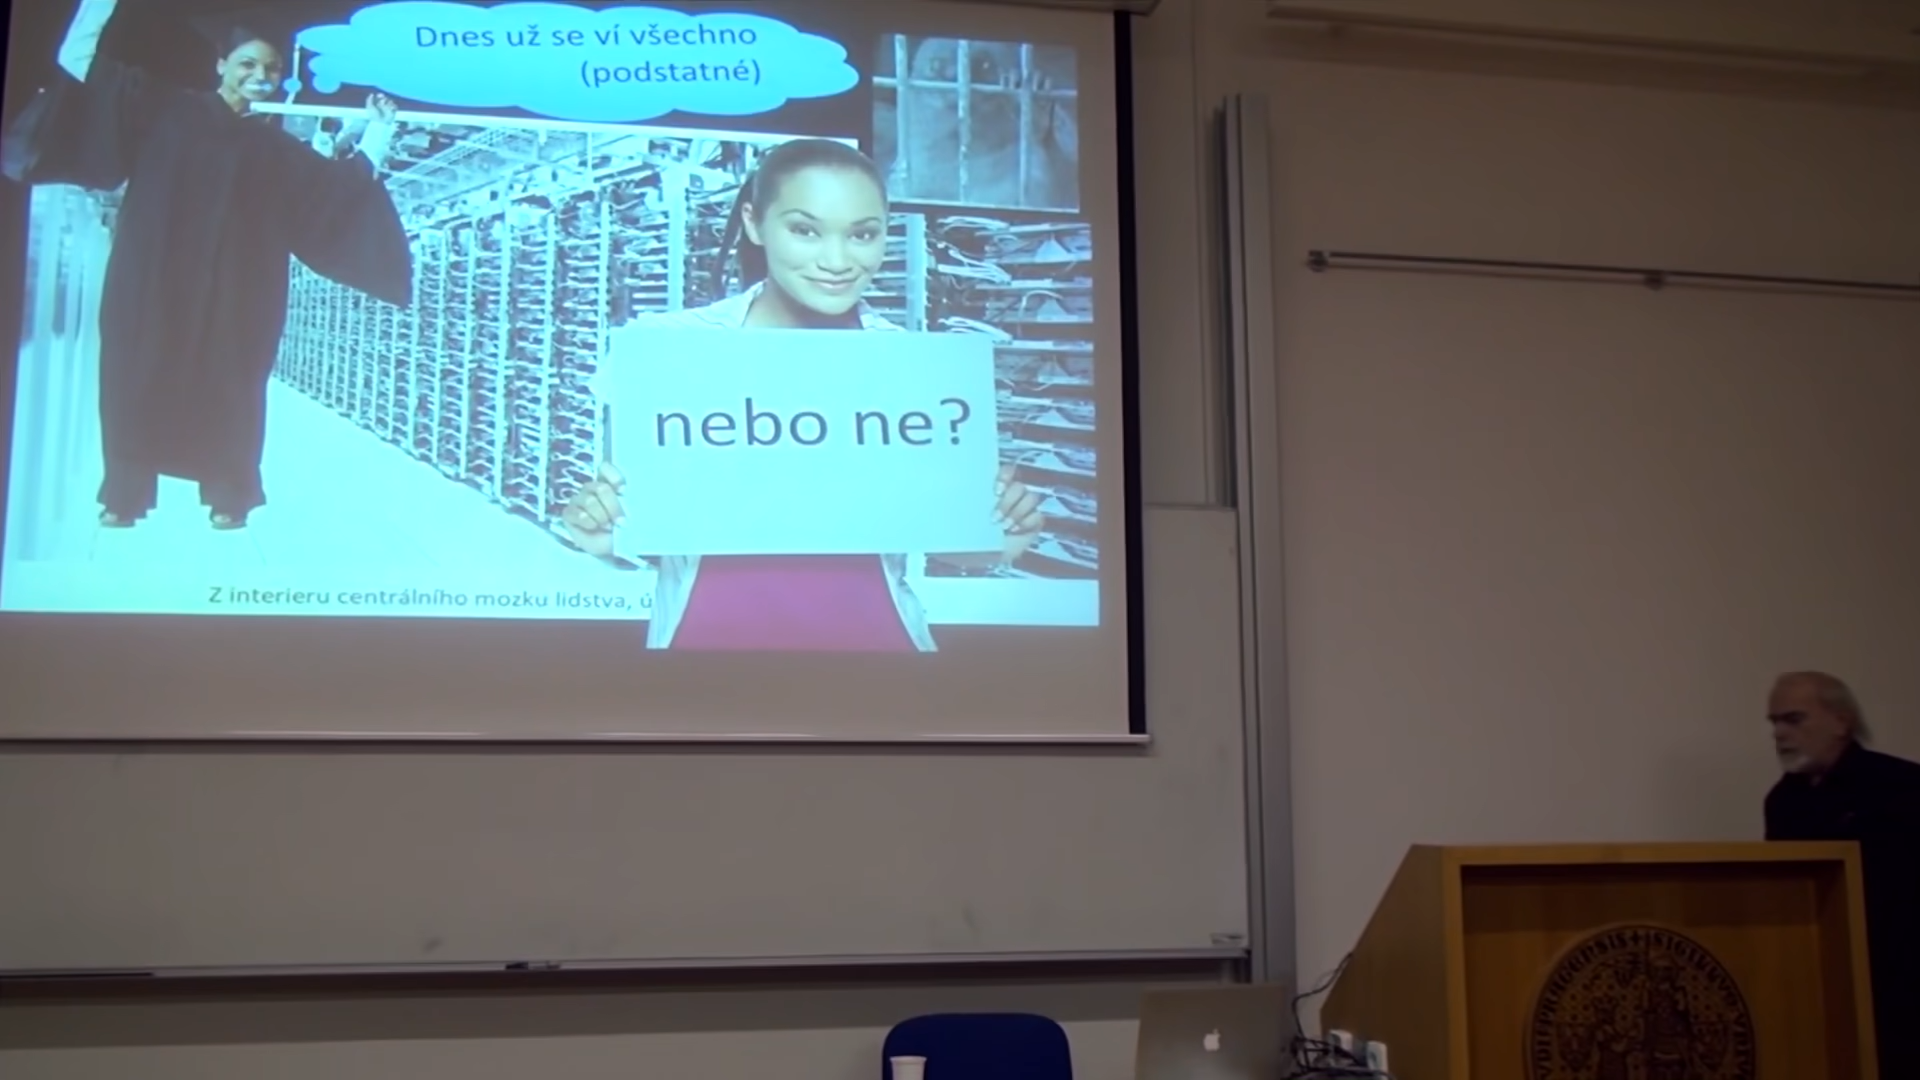 Dnes už se ví všechno
(podstatné)
nebo ne?
Z interieru centrálního mozku lidstva, ú